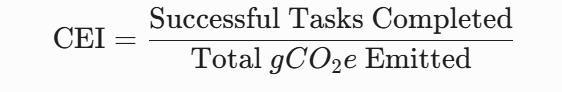 CEI = Successful Tasks Completed
Total gCO₂e Emitted